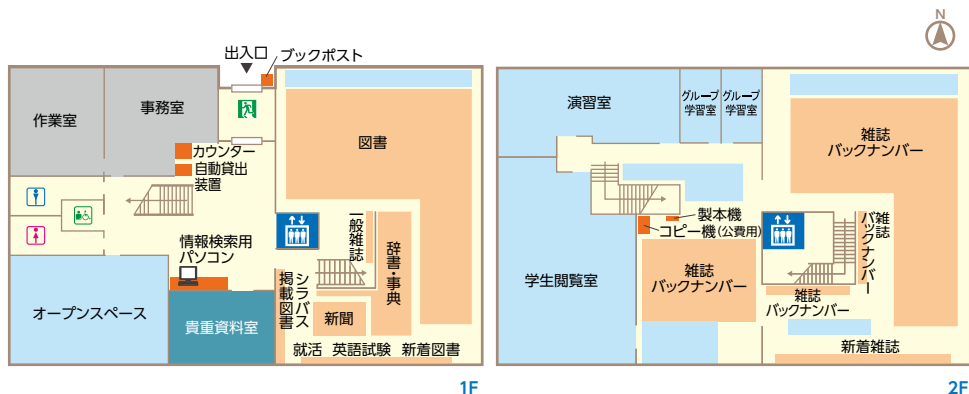 N
出入口
ブックポスト
作業室
事務室
カウンター
自動貸出
装置
図書
情報検索用
パソコン
一般雑誌
辞書・事典
シラバス
掲載図書
新聞
オープンスペース
貴重資料室
就活 英語試験 新着図書
1F
演習室
グループ
学習室
グループ
学習室
雑誌
バックナンバー
製本機
コピー機(公費用)
雑誌
バックナンバー
学生閲覧室
雑誌
バックナンバー
雑誌
バックナンバー
新着雑誌
2F